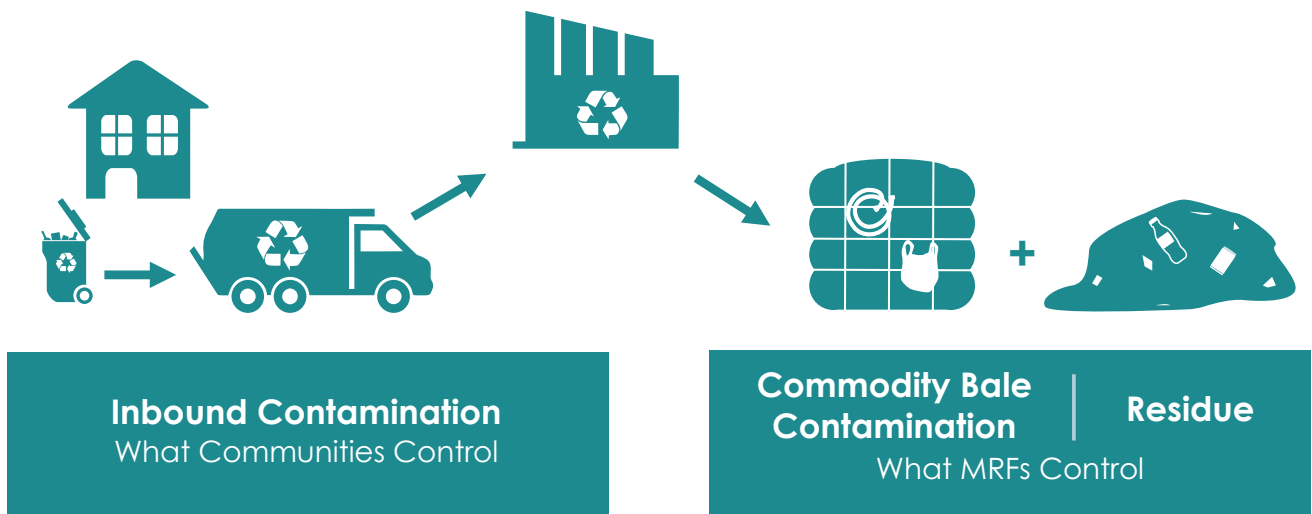 Inbound Contamination
What Communities Control
Commodity Bale
Contamination
Residue
What MRFs Control